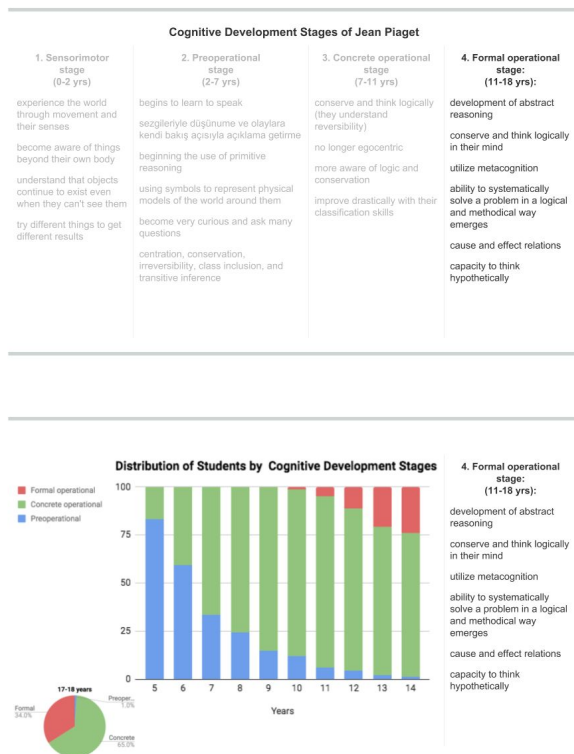 Cognitive Development Stages of Jean Piaget
1. Sensorimotor
stage
(0-2 yrs)
experience the world
through movement and
their senses
become aware of things
beyond their own body
understand that objects
continue to exist even
when they can't see them
try different things to get
different results
2. Preoperational
stage
(2-7 yrs)
begins to learn to speak
sezgileriyle düşünüme ve olaylara
kendi bakış açısıyla açıklama getirme
beginning the use of primitive
reasoning
using symbols to represent physical
models of the world around them
become very curious and ask many
questions
centration, conservation,
irreversibility, class inclusion, and
transitive inference
3. Concrete operational
stage
(7-11 yrs)
conserve and think logically
(they understand
reversibility)
no longer egocentric
more aware of logic and
conservation
improve drastically with their
classification skills
4. Formal operational
stage:
(11-18 yrs):
development of abstract
reasoning
conserve and think logically
in their mind
utilize metacognition
ability to systematically
solve a problem in a logical
and methodical way
emerges
cause and effect relations
capacity to think
hypothetically
Distribution of Students by Cognitive Development Stages
Formal operational
Concrete operational
Preoperational
100
75
50
25
0
5 6 7 8 9 10 11 12 13 14
Years
17-18 years
Preoper...
1.0%
Formal
34.0%
Concrete
65.0%
4. Formal operational
stage:
(11-18 yrs):
development of abstract
reasoning
conserve and think logically
in their mind
utilize metacognition
ability to systematically
solve a problem in a logical
and methodical way
emerges
cause and effect relations
capacity to think
hypothetically